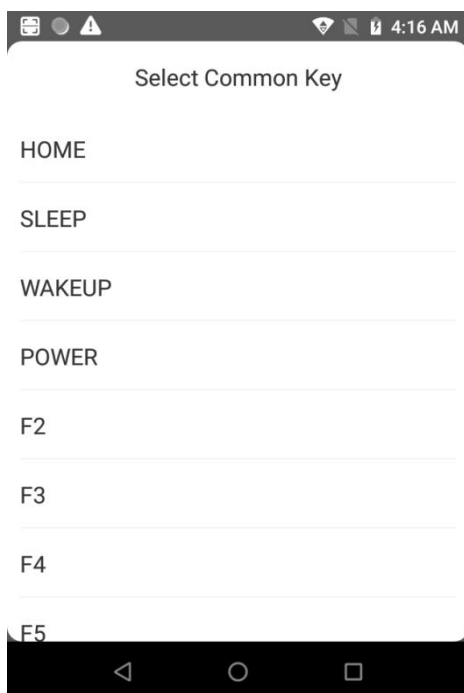 4:16 AM
Select Common Key
HOME
SLEEP
WAKEUP
POWER
F2
F3
F4
F5